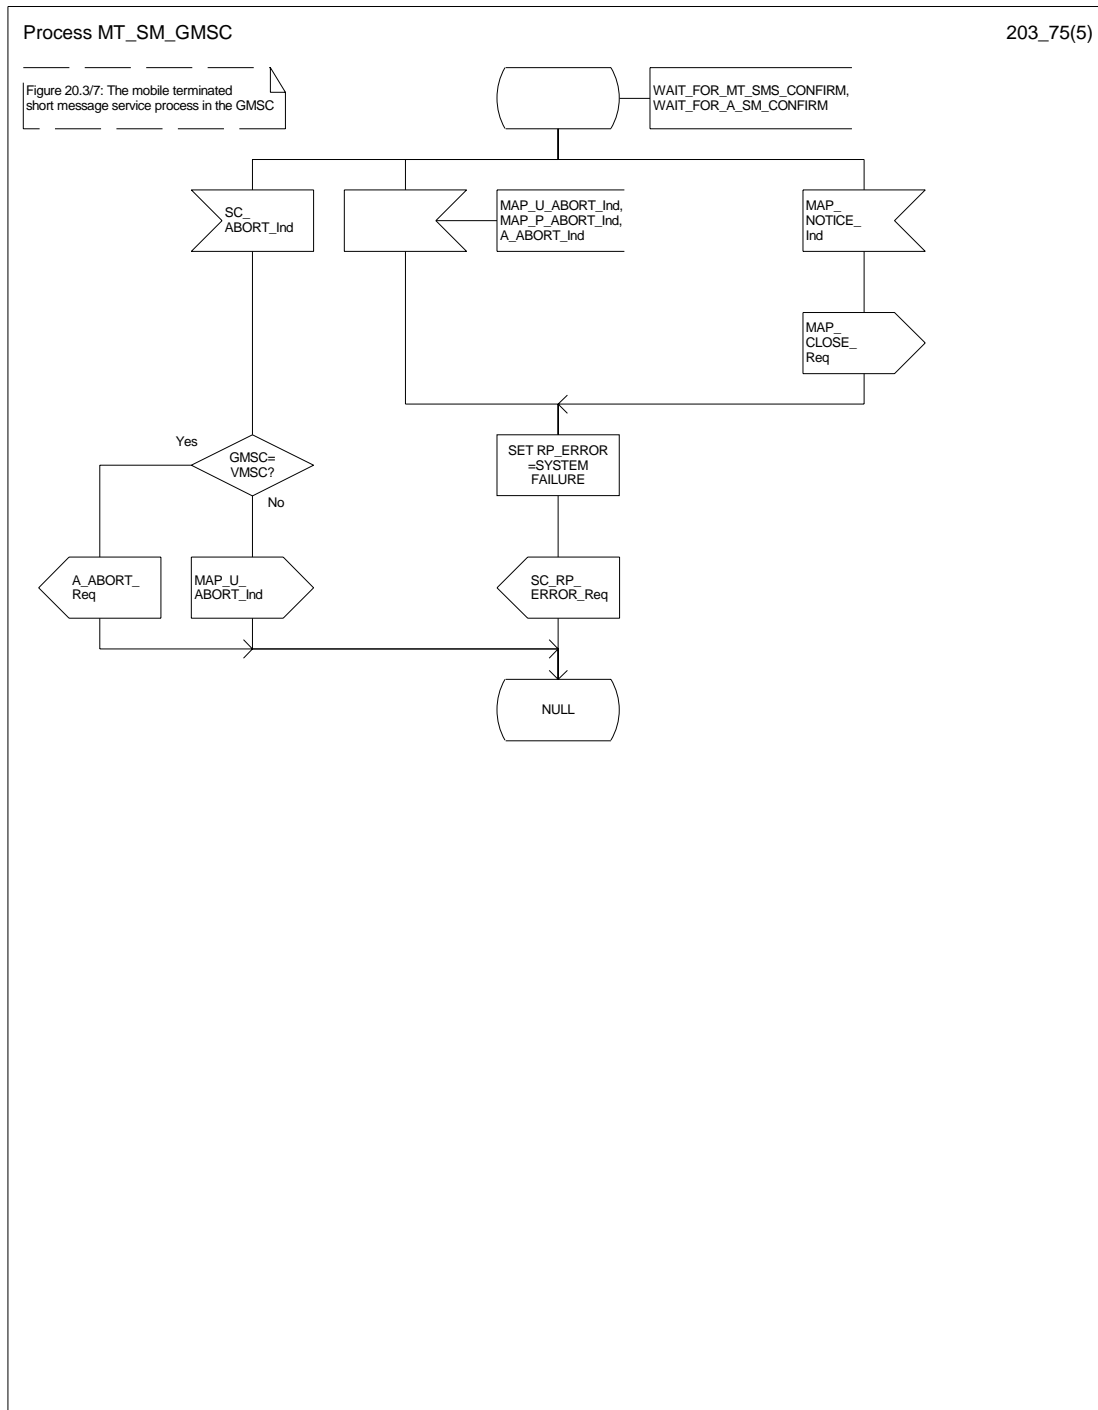 Process MT_SM_GMSC
203_75(5)
Figure 20.3/7: The mobile terminated
short message service process in the GMSC
WAIT_FOR_MT_SMS_CONFIRM,
WAIT_FOR_A_SM_CONFIRM
SC_
ABORT_Ind
MAP_U_ABORT_Ind,
MAP_P_ABORT_Ind,
A_ABORT_Ind
MAP_
NOTICE_
Ind
MAP_
CLOSE_
Req
Yes
GMSC=
VMSC?
No
SET RP_ERROR
=SYSTEM
FAILURE
A_ABORT_
Req
MAP_U_
ABORT_Ind
SC_RP_
ERROR_Req
NULL